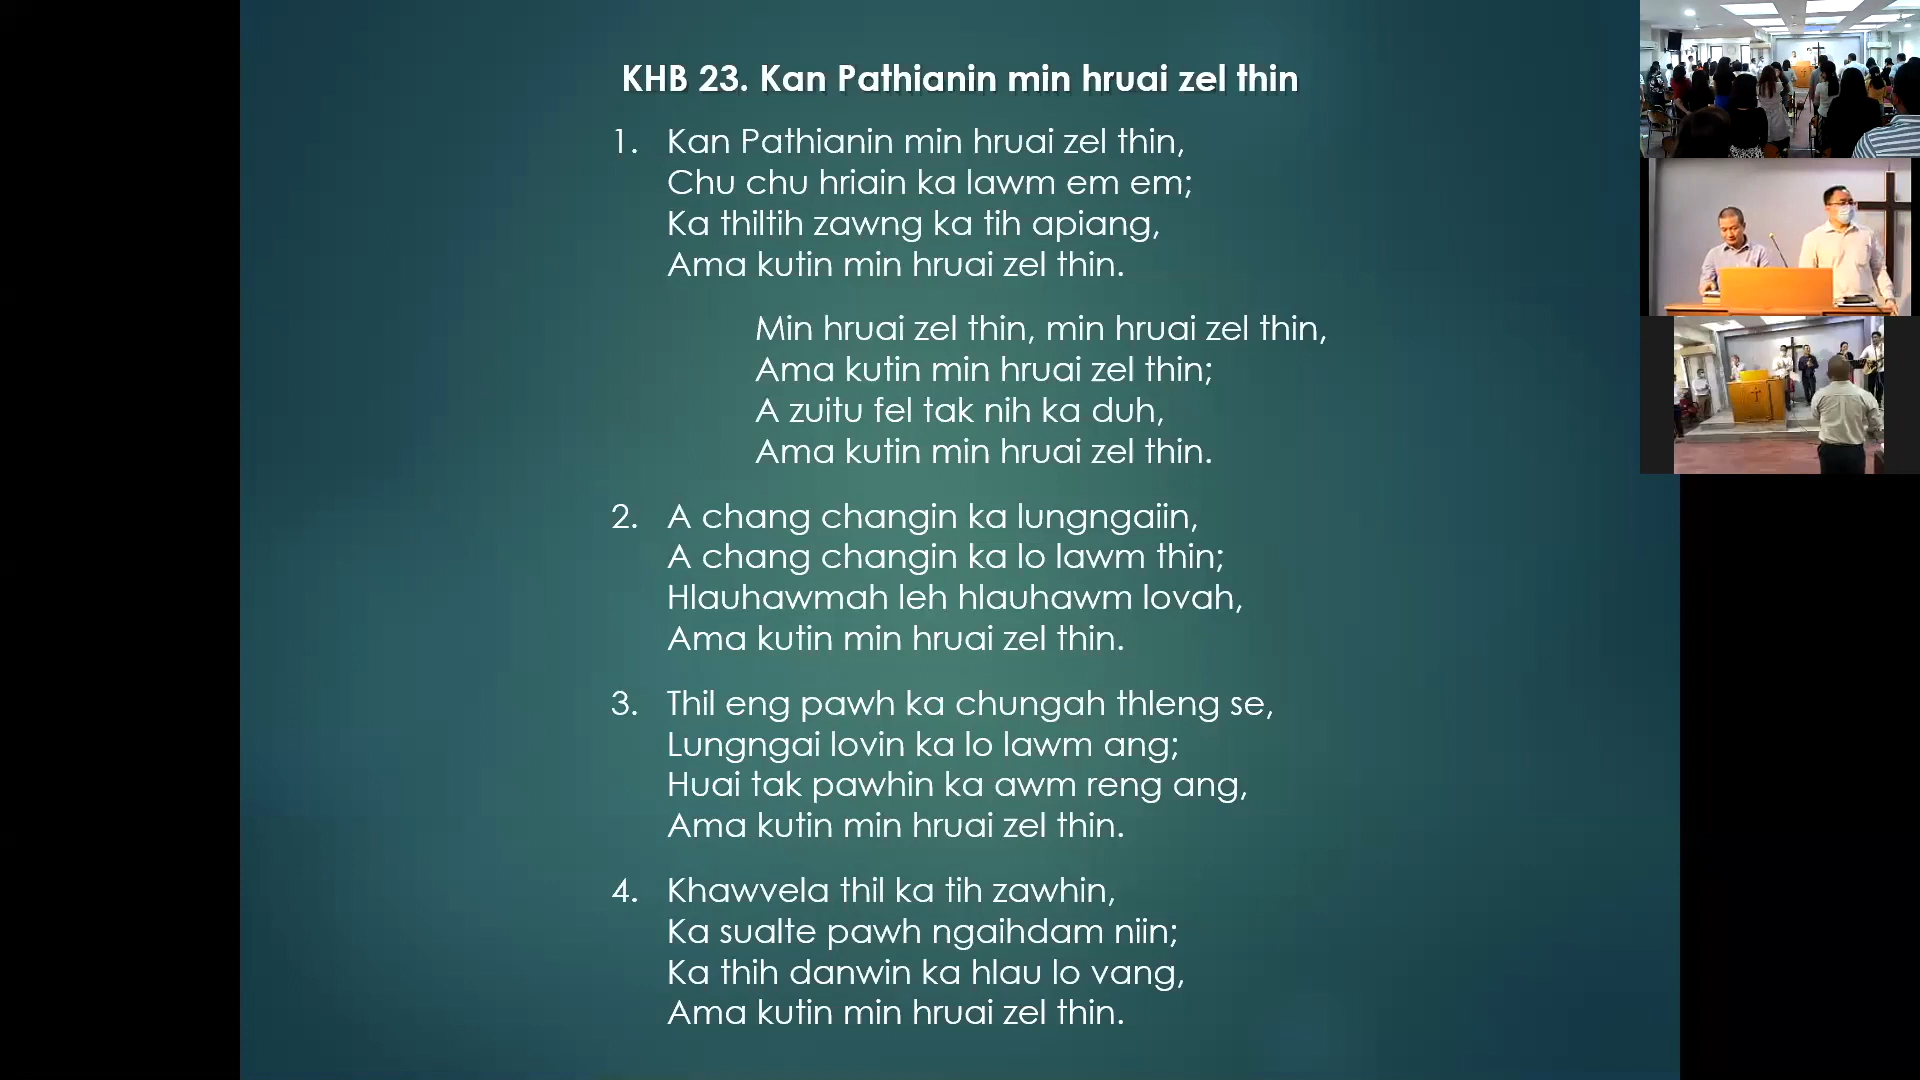 KHB 23. Kan Pathianin min hruai zel thin
1. Kan Pathianin min hruai zel thin,
Chu chu hriain ka lawm em em;
Ka thiltih zawng ka tih apiang,
Ama kutin min hruai zel thin.
Min hruai zel thin, min hruai zel thin,
Ama kutin min hruai zel thin;
A zuitu fel tak nih ka duh,
Ama kutin min hruai zel thin.
2. A chang changin ka lungngaiin,
A chang changin ka lo lawm thin;
Hlauhawmah leh hlauhawm lovah,
Ama kutin min hruai zel thin.
3. Thil eng pawh ka chungah thleng se,
Lungngai lovin ka lo lawm ang;
Huai tak pawhin ka awm reng ang,
Ama kutin min hruai zel thin.
4. Khawvela thil ka tih zawhin,
Ka sualte pawh ngaihdam niin;
Ka thih danwin ka hlau lo vang,
Ama kutin min hruai zel thin.